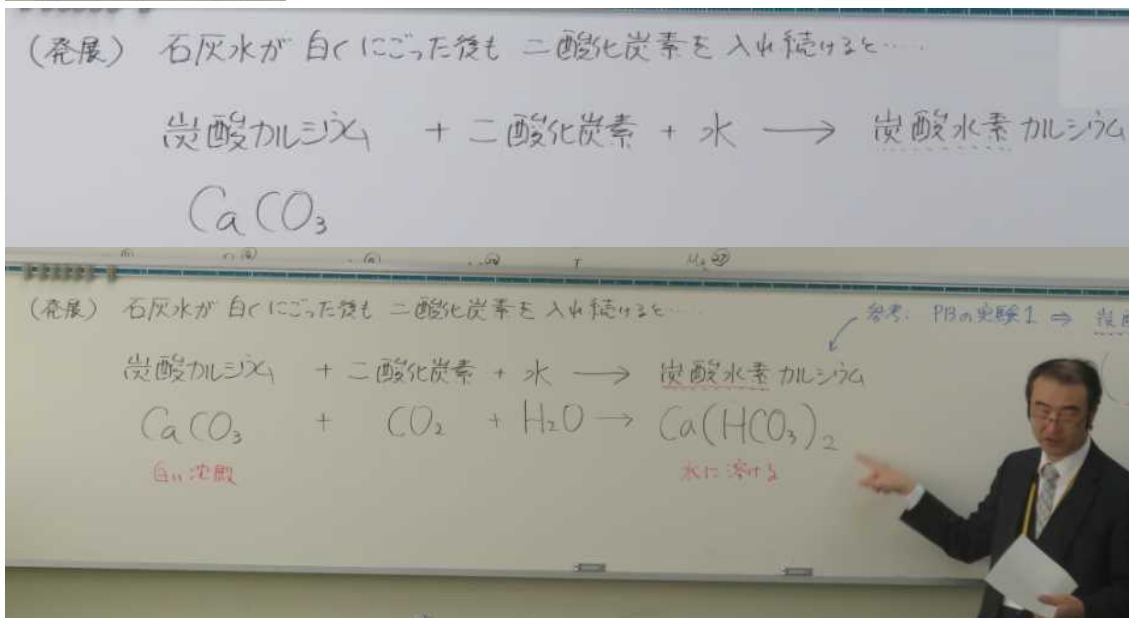 (発展) 石灰水が 白くにごった後も 二酸化炭素を 入れ続けると……
炭酸カルシウム + 二酸化炭素 + 水 → 炭酸水素カルシウム
CaCO₃
(発展) 石灰水が 白くにごった後も 二酸化炭素を 入れ続けると……
参考: P13の実験1 ⇒
炭酸カルシウム + 二酸化炭素 + 水 → 炭酸水素カルシウム
CaCO₃ + CO₂ + H₂O → Ca(HCO₃)₂
白い沈殿 水に溶ける